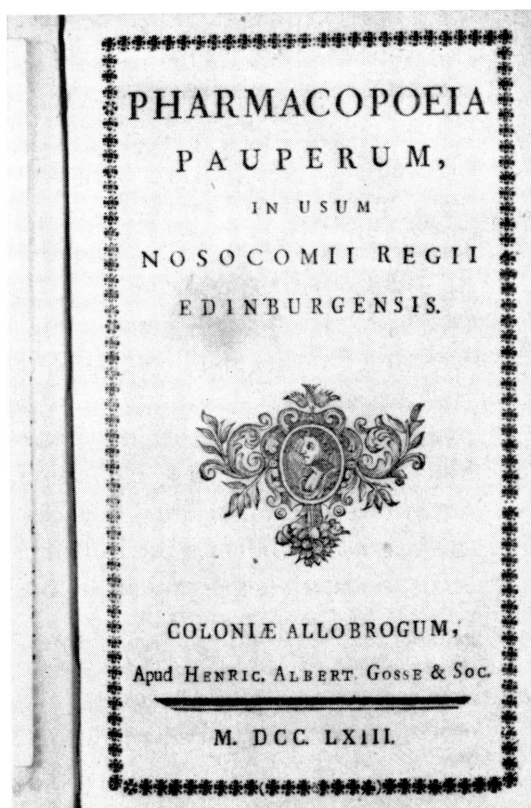 PHARMACOPOEIA
PAUPERUM,
IN USUM
NOSOCOMII REGII
EDINBURGENSIS.
COLONIÆ ALLOBROGUM,
Apud HENRIC. ALBERT. GOSSE & Soc.
M. DCC. LXIII.